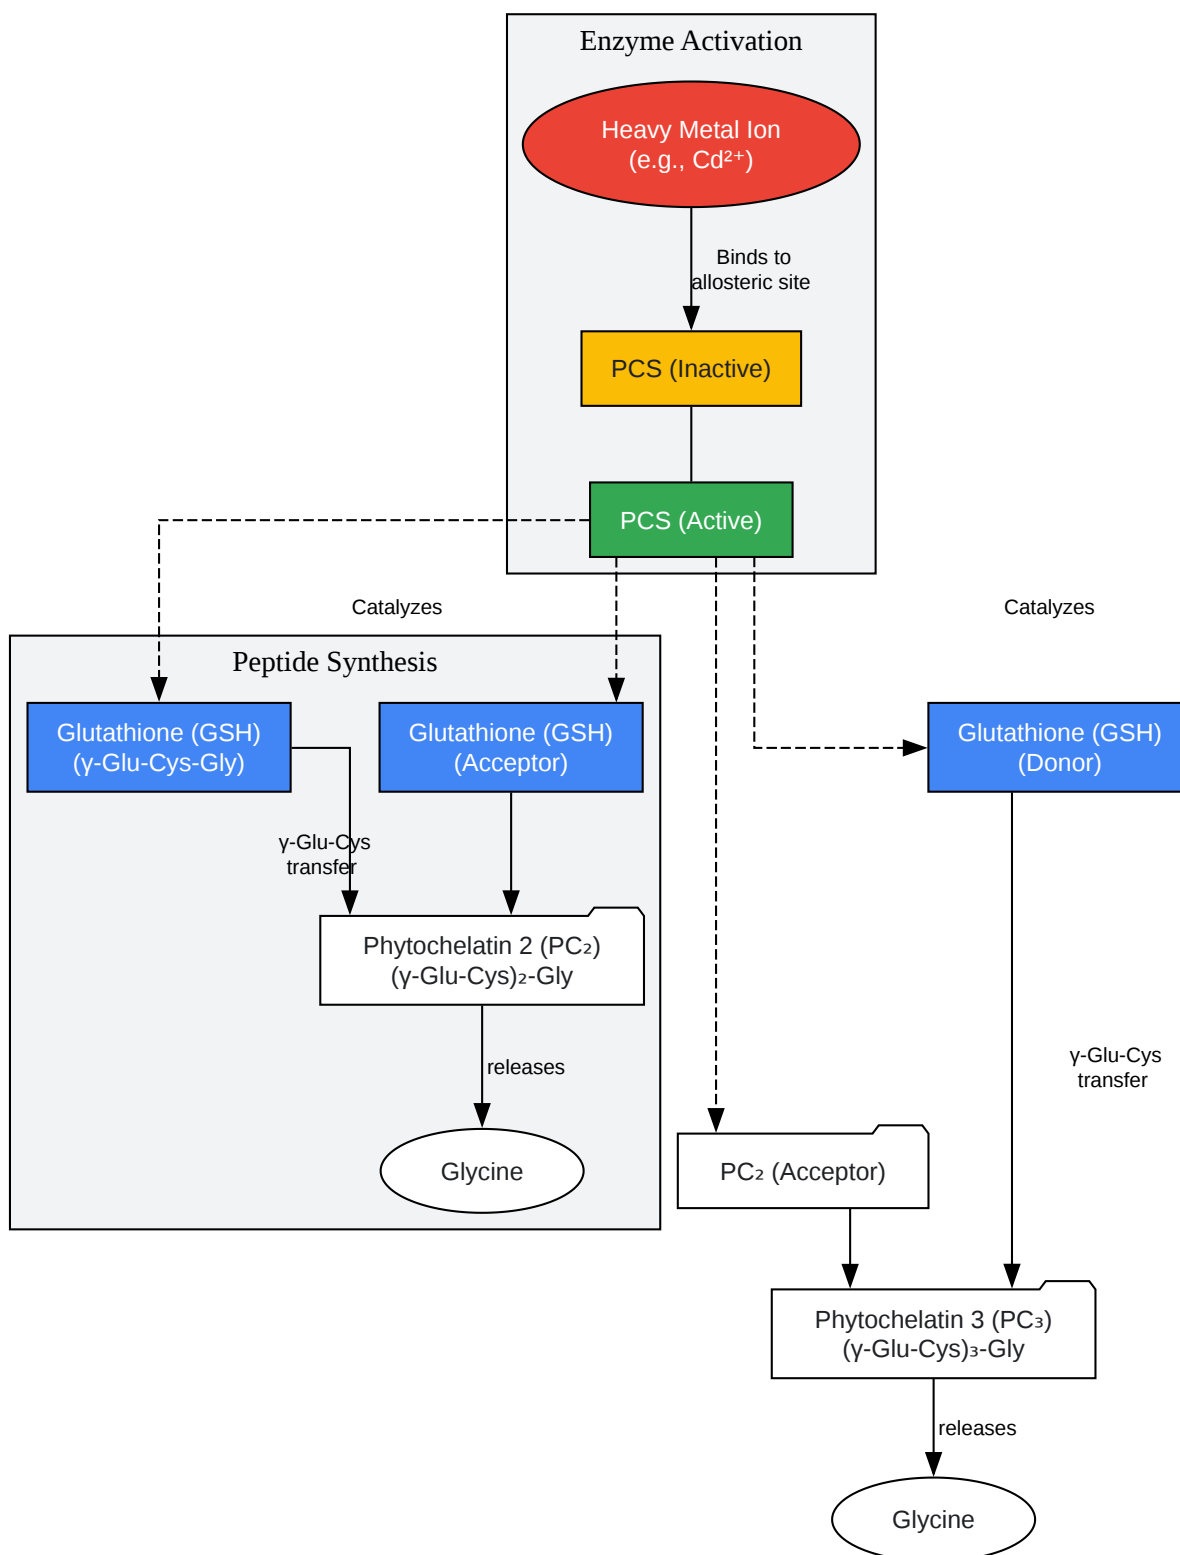 Enzyme Activation
Heavy Metal Ion
(e.g., Cd²⁺)
Binds to
allosteric site
PCS (Inactive)
PCS (Active)
Catalyzes
Catalyzes
Peptide Synthesis
Glutathione (GSH)
(γ-Glu-Cys-Gly)
Glutathione (GSH)
(Acceptor)
Glutathione (GSH)
(Donor)
γ-Glu-Cys
transfer
Phytochelatin 2 (PC₂)
(γ-Glu-Cys)₂-Gly
releases
γ-Glu-Cys
transfer
Glycine
PC₂ (Acceptor)
Phytochelatin 3 (PC₃)
(γ-Glu-Cys)₃-Gly
releases
Glycine